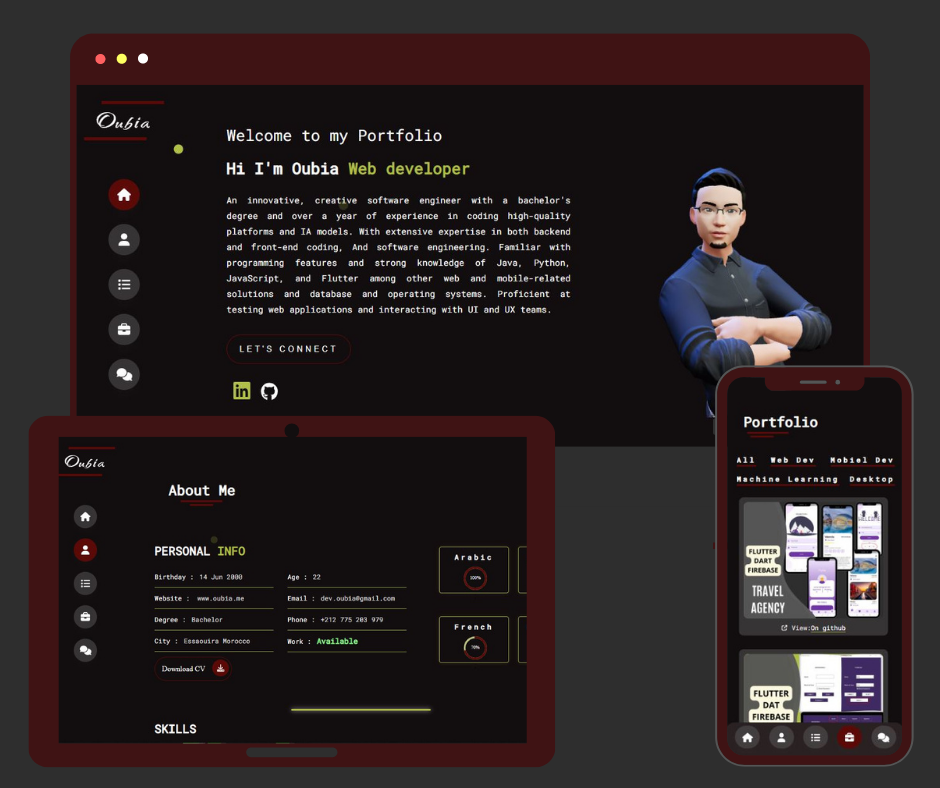 Oubia
Welcome to my Portfolio
Hi I'm Oubia Web developer
An innovative, creative software engineer with a bachelor's
degree and over a year of experience in coding high-quality
platforms and IA models. With extensive expertise in both backend
and front-end coding, And software engineering. Familiar with
programming features and strong knowledge of Java, Python,
JavaScript, and Flutter among other web and mobile-related
solutions and database and operating systems. Proficient at
testing web applications and interacting with UI and UX teams.
LET'S CONNECT
in
Oubia
About Me
PERSONAL INFO
Birthday : 14 Jun 2000
Age : 22
Website : www.oubia.me
Email : dev.oubia@gmail.com
Degree : Bachelor
Phone : +212 775 203 979
City : Essaouira Morocco
Work : Available
Download CV
Arabic
100%
French
70%
SKILLS
Portfolio
All Web Dev Mobiel Dev
Machine Learning Desktop
FLUTTER
DART
FIREBASE
TRAVEL
AGENCY
View:On github
FLUTTER
DAT
FIREBASE